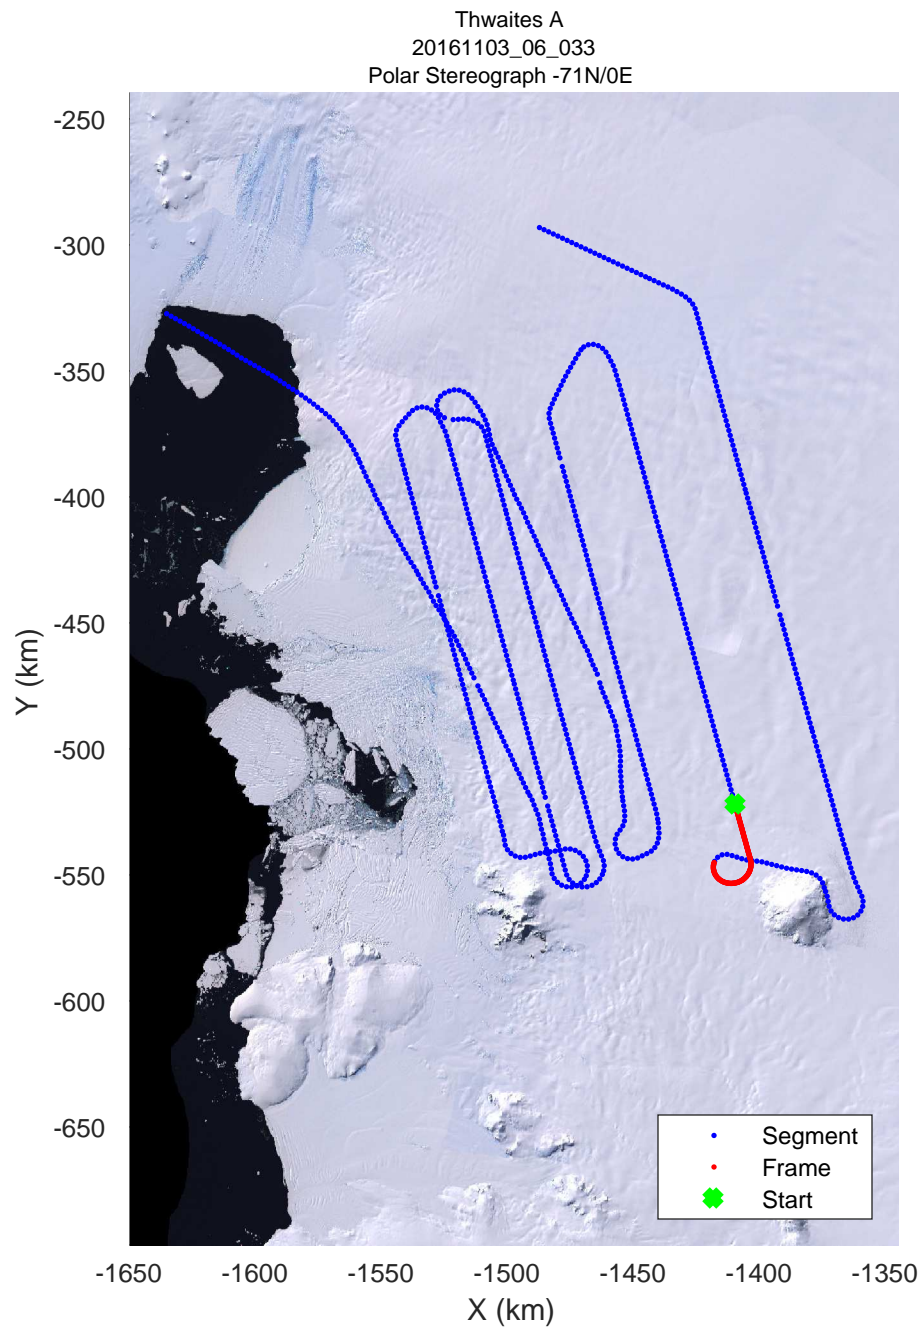 Thwaites A
20161103_06_033
Polar Stereograph -71N/0E
-250
-300
-350
-400
-450
-500
-550
-600
-650
Y (km)
Segment
Frame
Start
-1650 -1600 -1550 -1500 -1450 -1400 -1350
X (km)